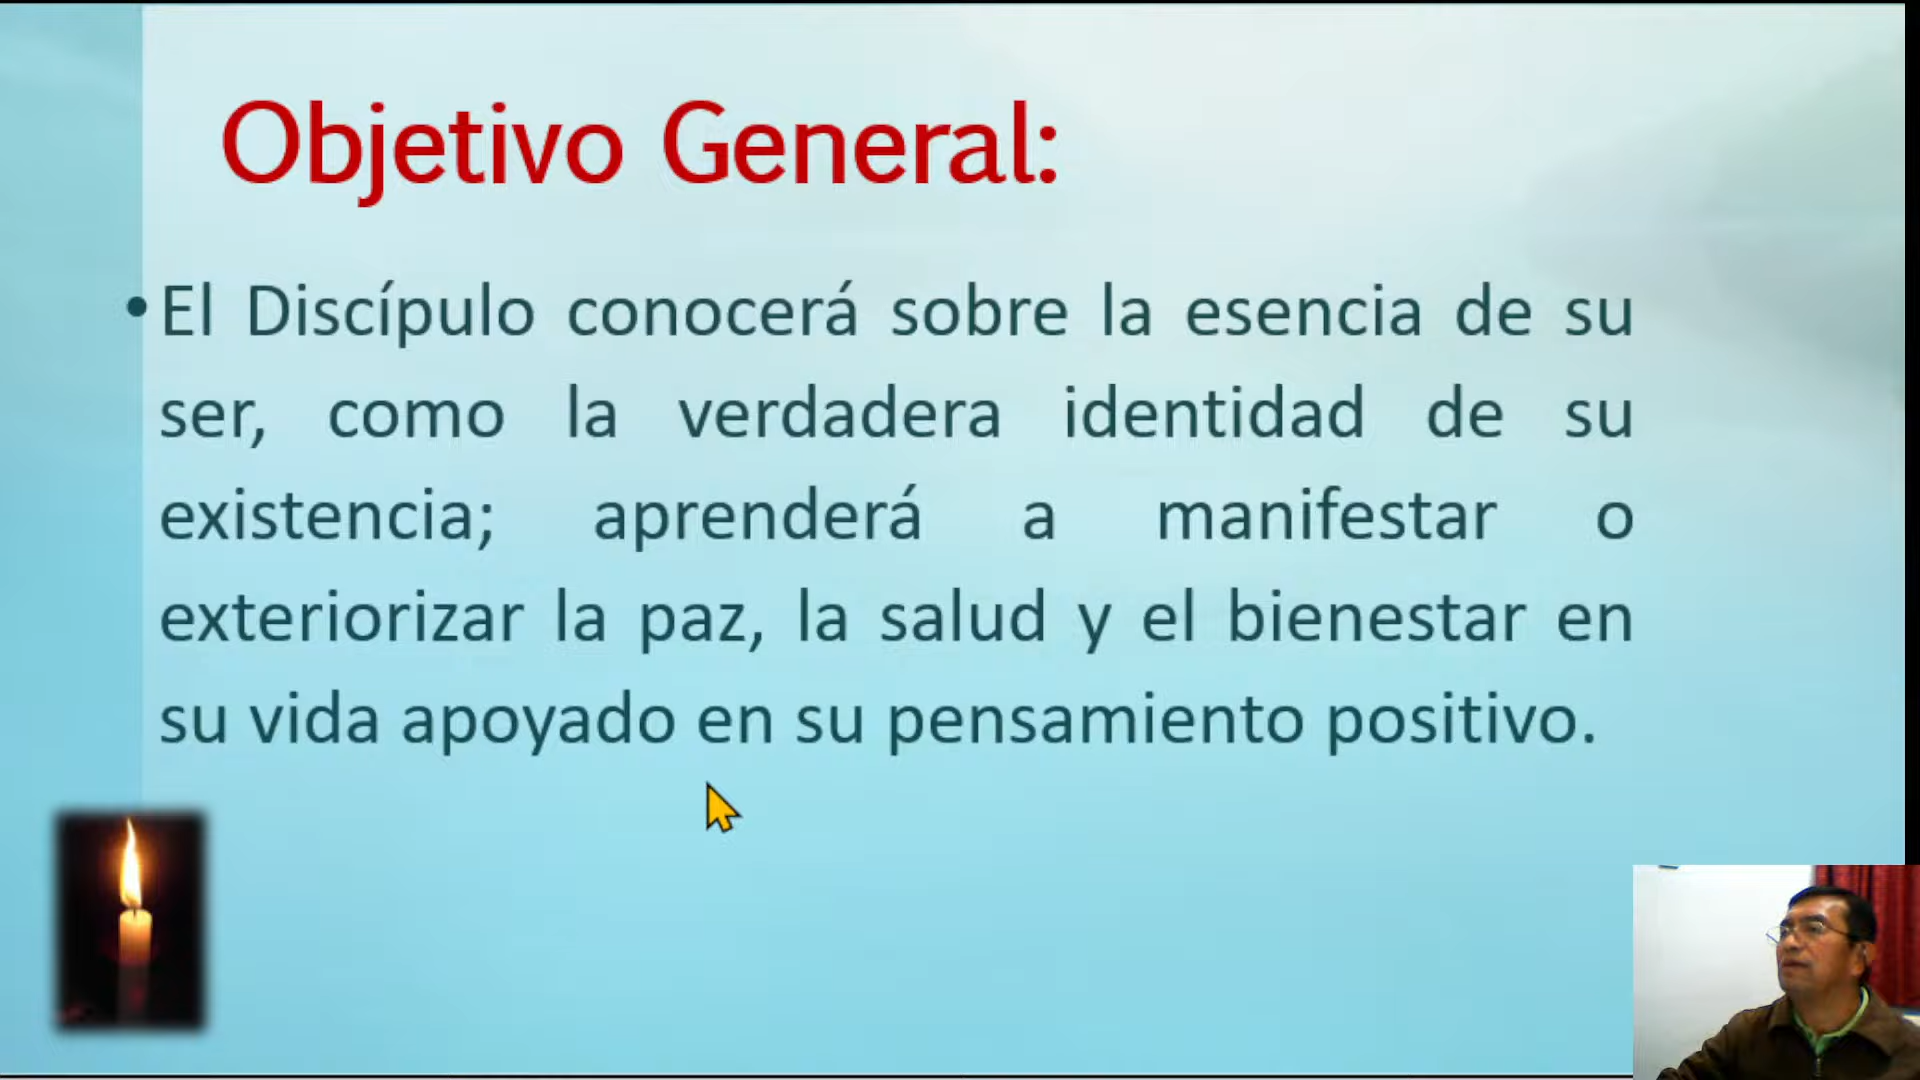 Objetivo General:
• El Discípulo conocerá sobre la esencia de su
ser, como la verdadera identidad de su
existencia; aprenderá a manifestar o
exteriorizar la paz, la salud y el bienestar en
su vida apoyado en su pensamiento positivo.